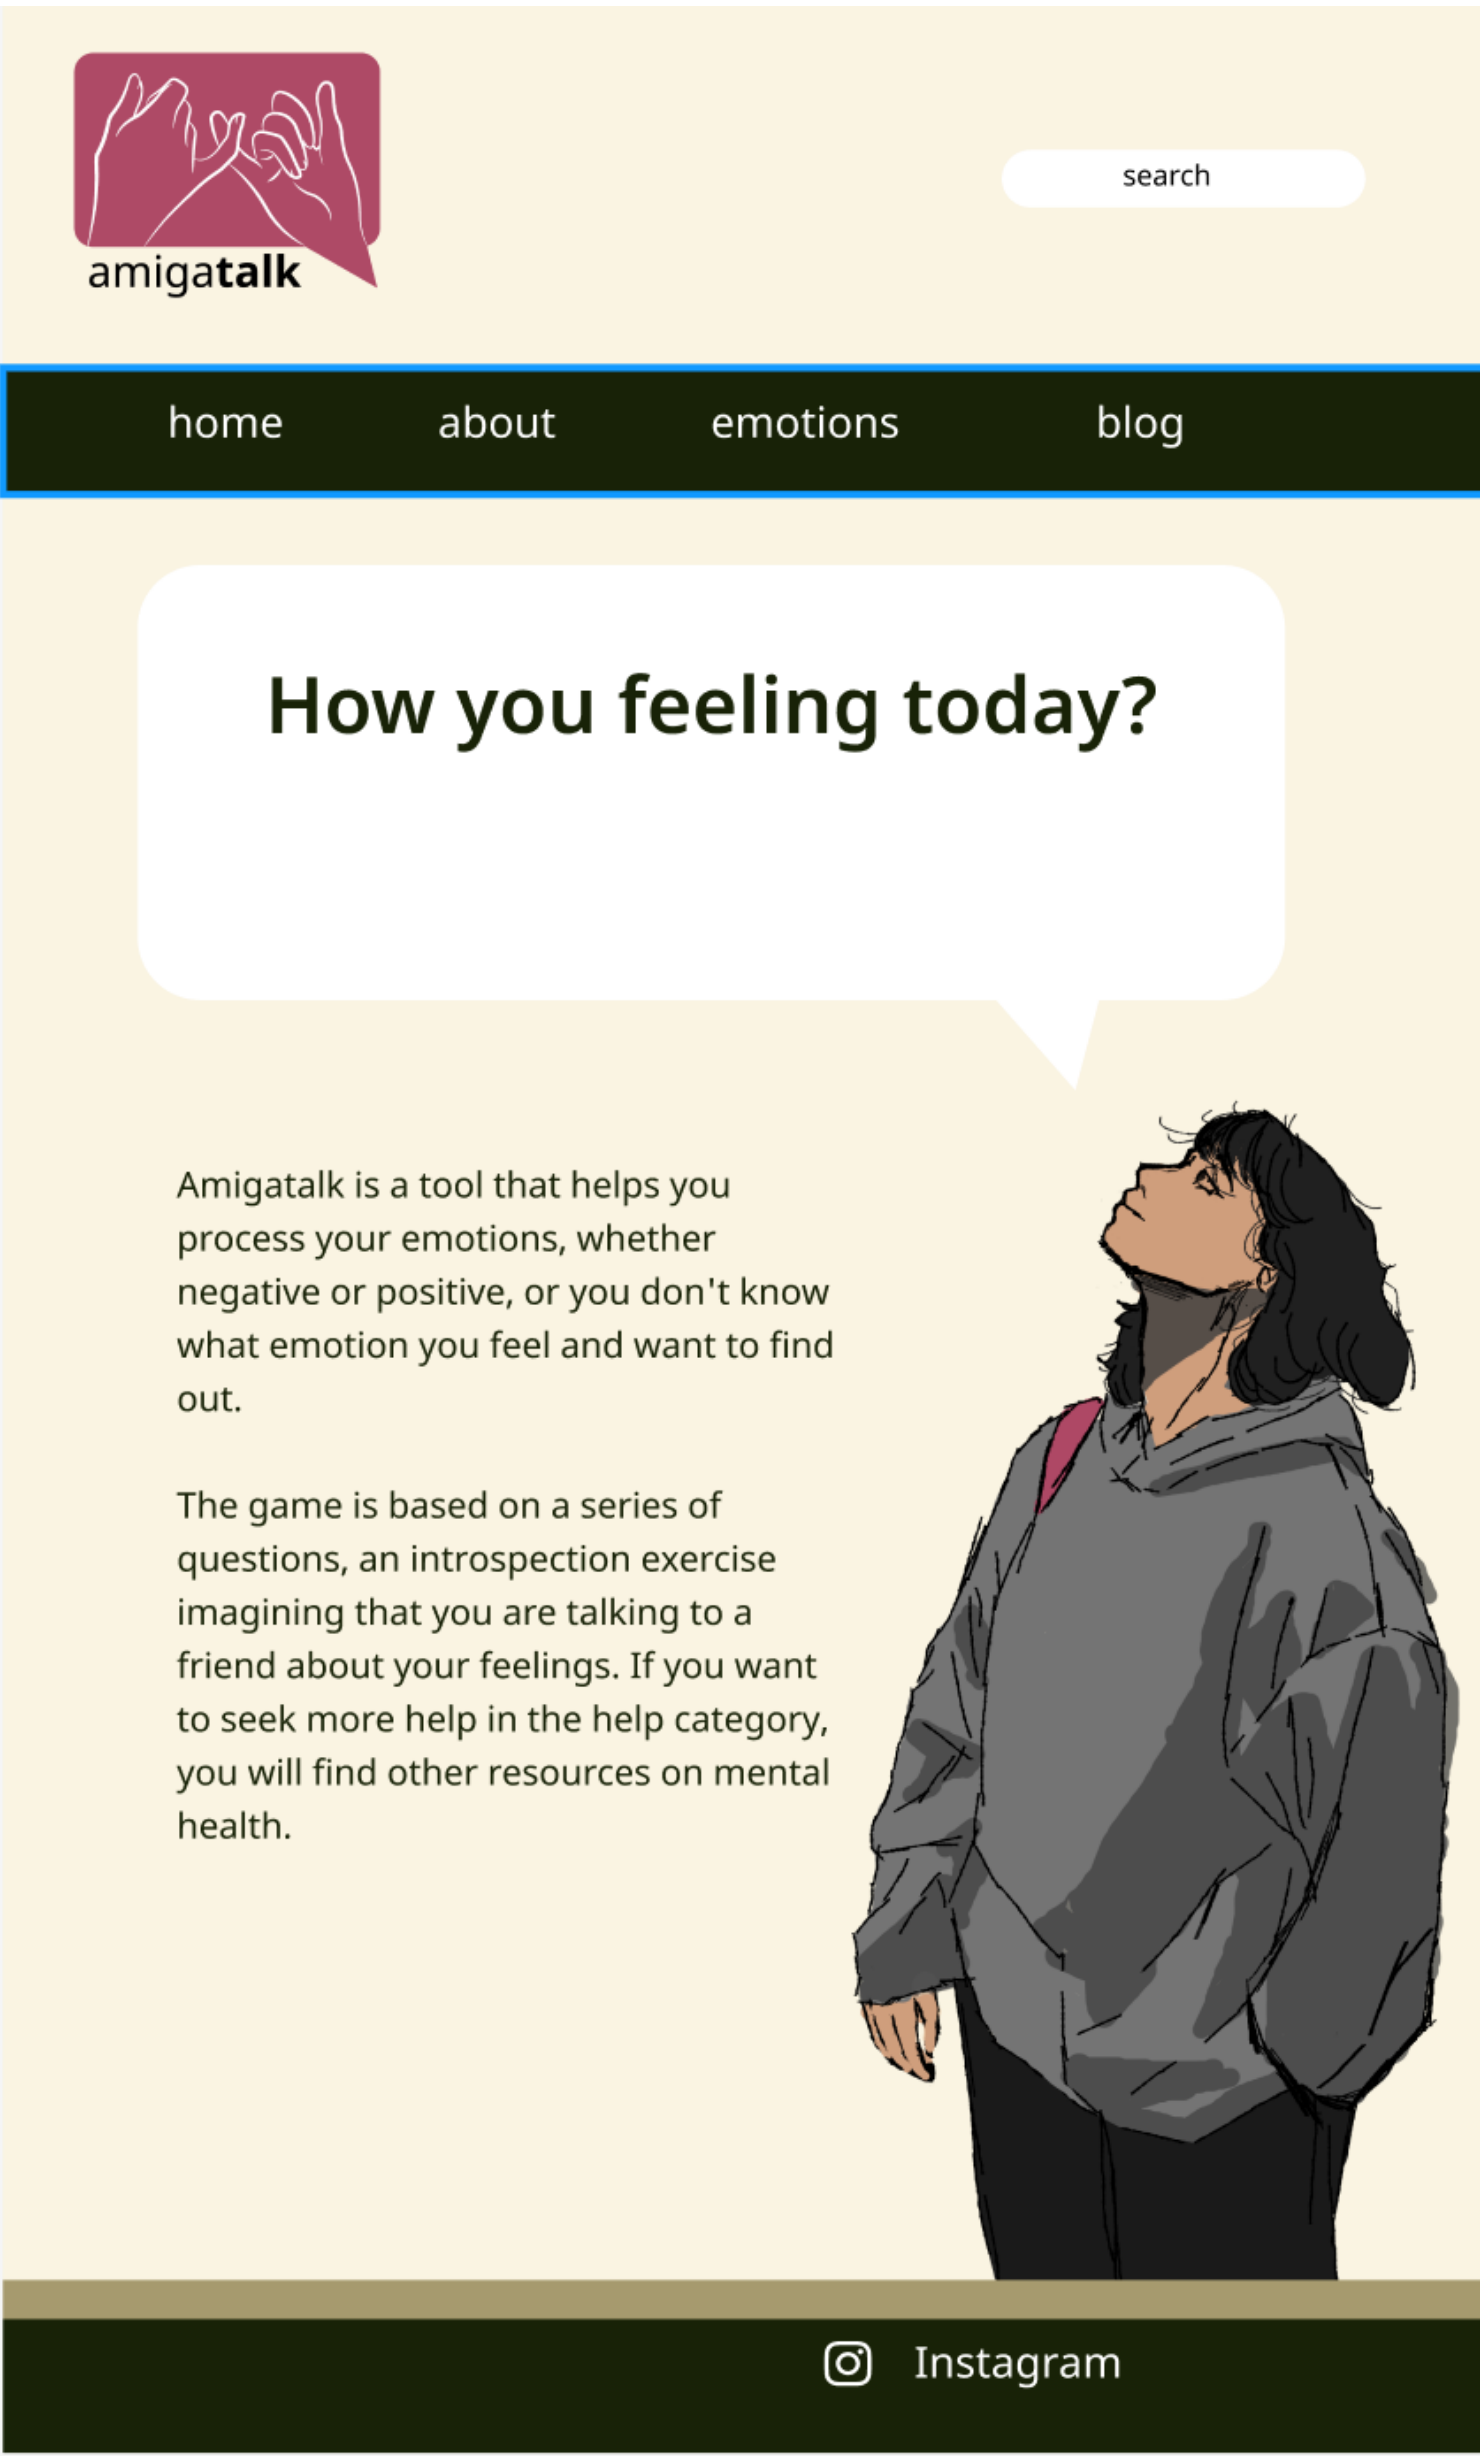 amigatalk
search
home about emotions blog
How you feeling today?
Amigatalk is a tool that helps you
process your emotions, whether
negative or positive, or you don't know
what emotion you feel and want to find
out.
The game is based on a series of
questions, an introspection exercise
imagining that you are talking to a
friend about your feelings. If you want
to seek more help in the help category,
you will find other resources on mental
health.
Instagram